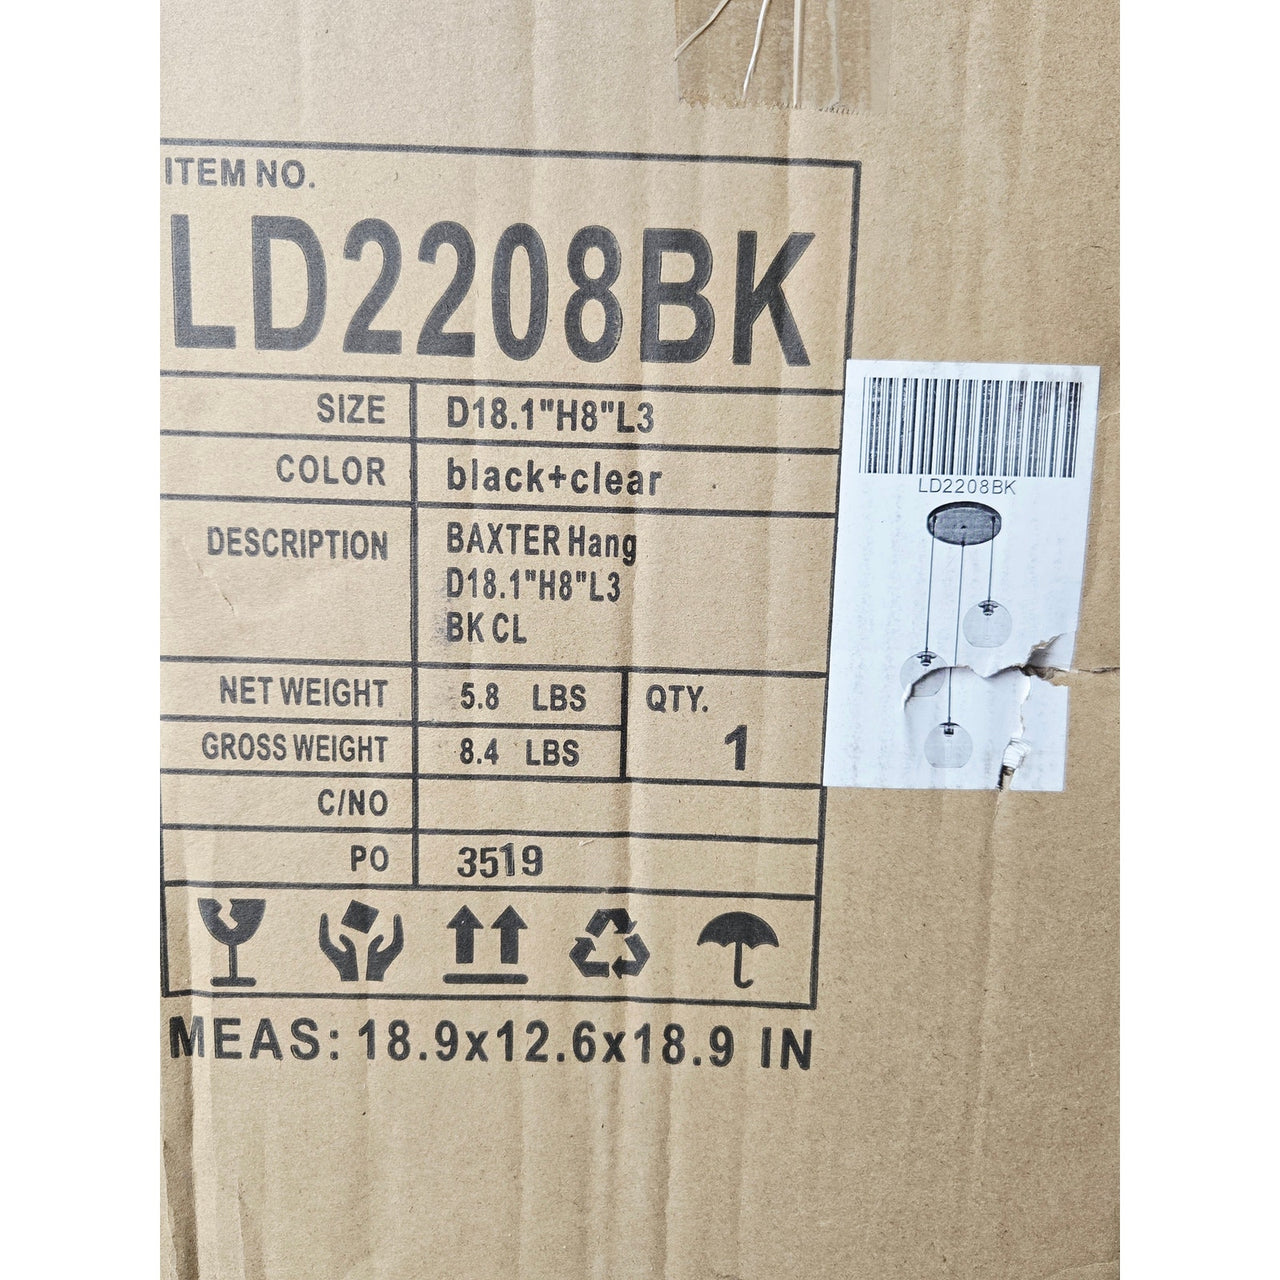 ITEM NO.
LD2208BK
SIZE D18.1"H8"L3
COLOR black+clear
DESCRIPTION BAXTER Hang
D18.1"H8"L3
BK CL
NET WEIGHT 5.8 LBS QTY.
GROSS WEIGHT 8.4 LBS 1
C/NO
PO 3519
MEAS: 18.9x12.6x18.9 IN
LD2208BK